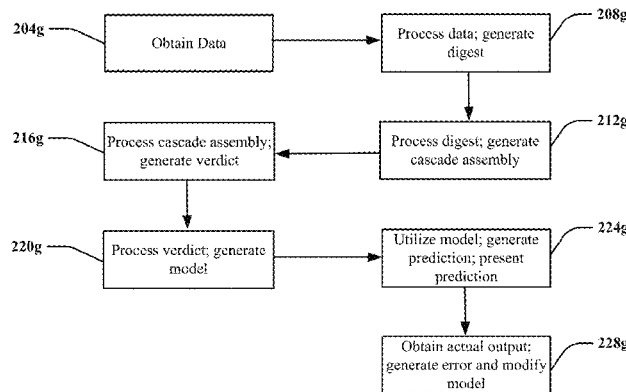 204g
Obtain Data
Process data; generate
digest
208g
216g
Process cascade assembly;
generate verdict
Process digest; generate
cascade assembly
212g
220g
Process verdict; generate
model
Utilize model; generate
prediction; present
prediction
224g
Obtain actual output;
generate error and modify
model
228g